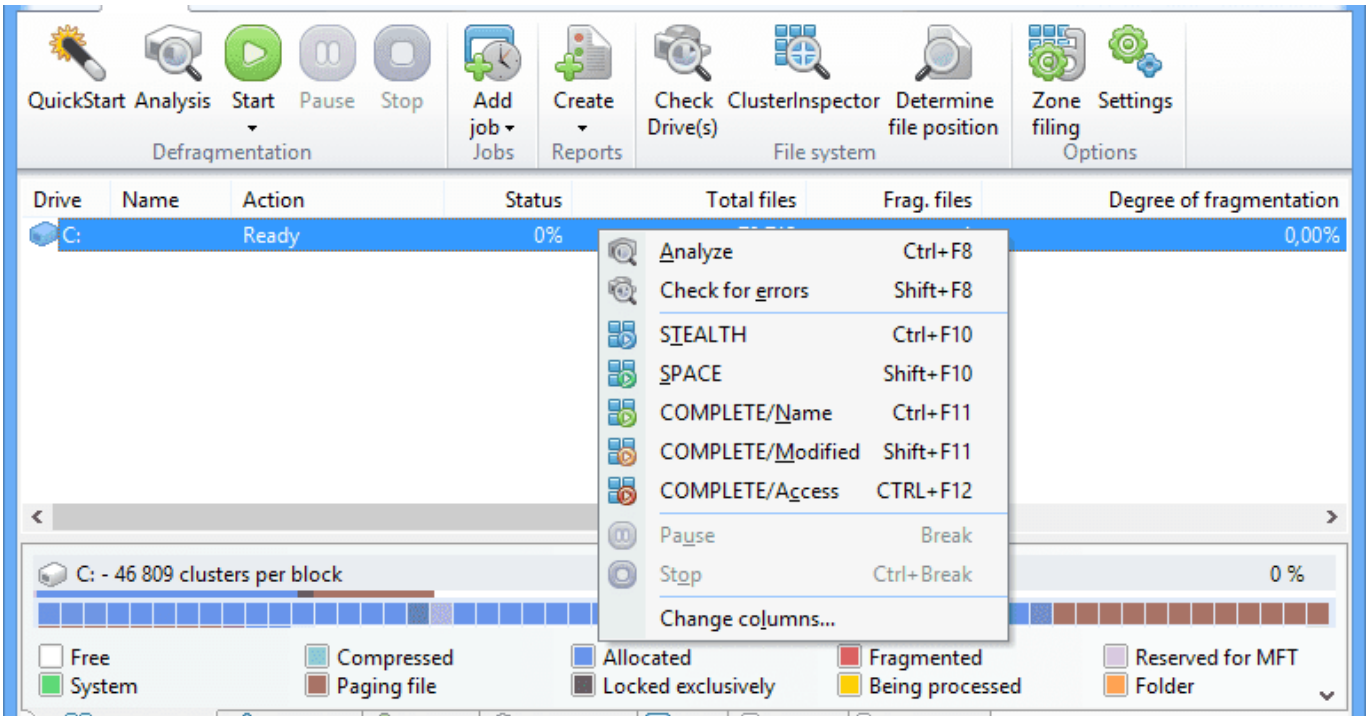 QuickStart Analysis Start Pause Stop Add job Create Check Drive(s) ClusterInspector Determine file position Zone filing Settings
Defragmentation Jobs Reports File system Options
Drive Name Action Status Total files Frag. files Degree of fragmentation
C: Ready 0% 0,00%
Analyze Ctrl+F8
Check for errors Shift+F8
STEALTH Ctrl+F10
SPACE Shift+F10
COMPLETE/Name Ctrl+F11
COMPLETE/Modified Shift+F11
COMPLETE/Access CTRL+F12
Pause Break
Stop Ctrl+Break
Change columns...
C: - 46 809 clusters per block 0 %
Free Compressed Allocated Fragmented Reserved for MFT
System Paging file Locked exclusively Being processed Folder